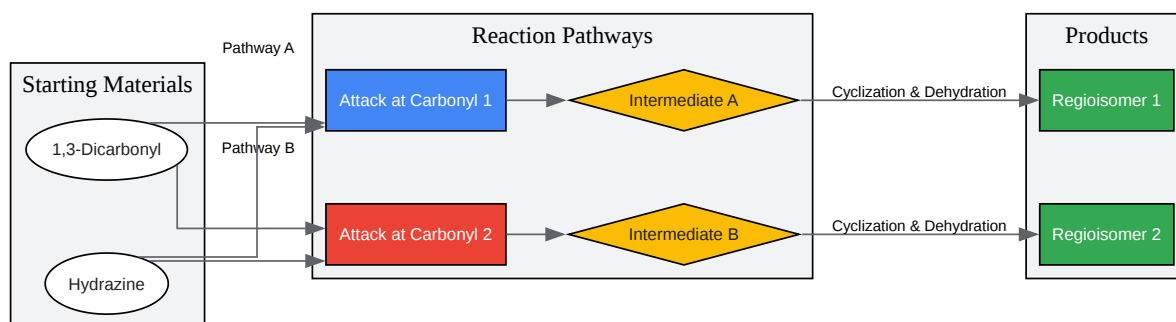 Reaction Pathways
Products
Pathway A
Starting Materials
Attack at Carbonyl 1
Intermediate A
Cyclization & Dehydration
Regioisomer 1
1,3-Dicarbonyl
Pathway B
Attack at Carbonyl 2
Intermediate B
Cyclization & Dehydration
Regioisomer 2
Hydrazine